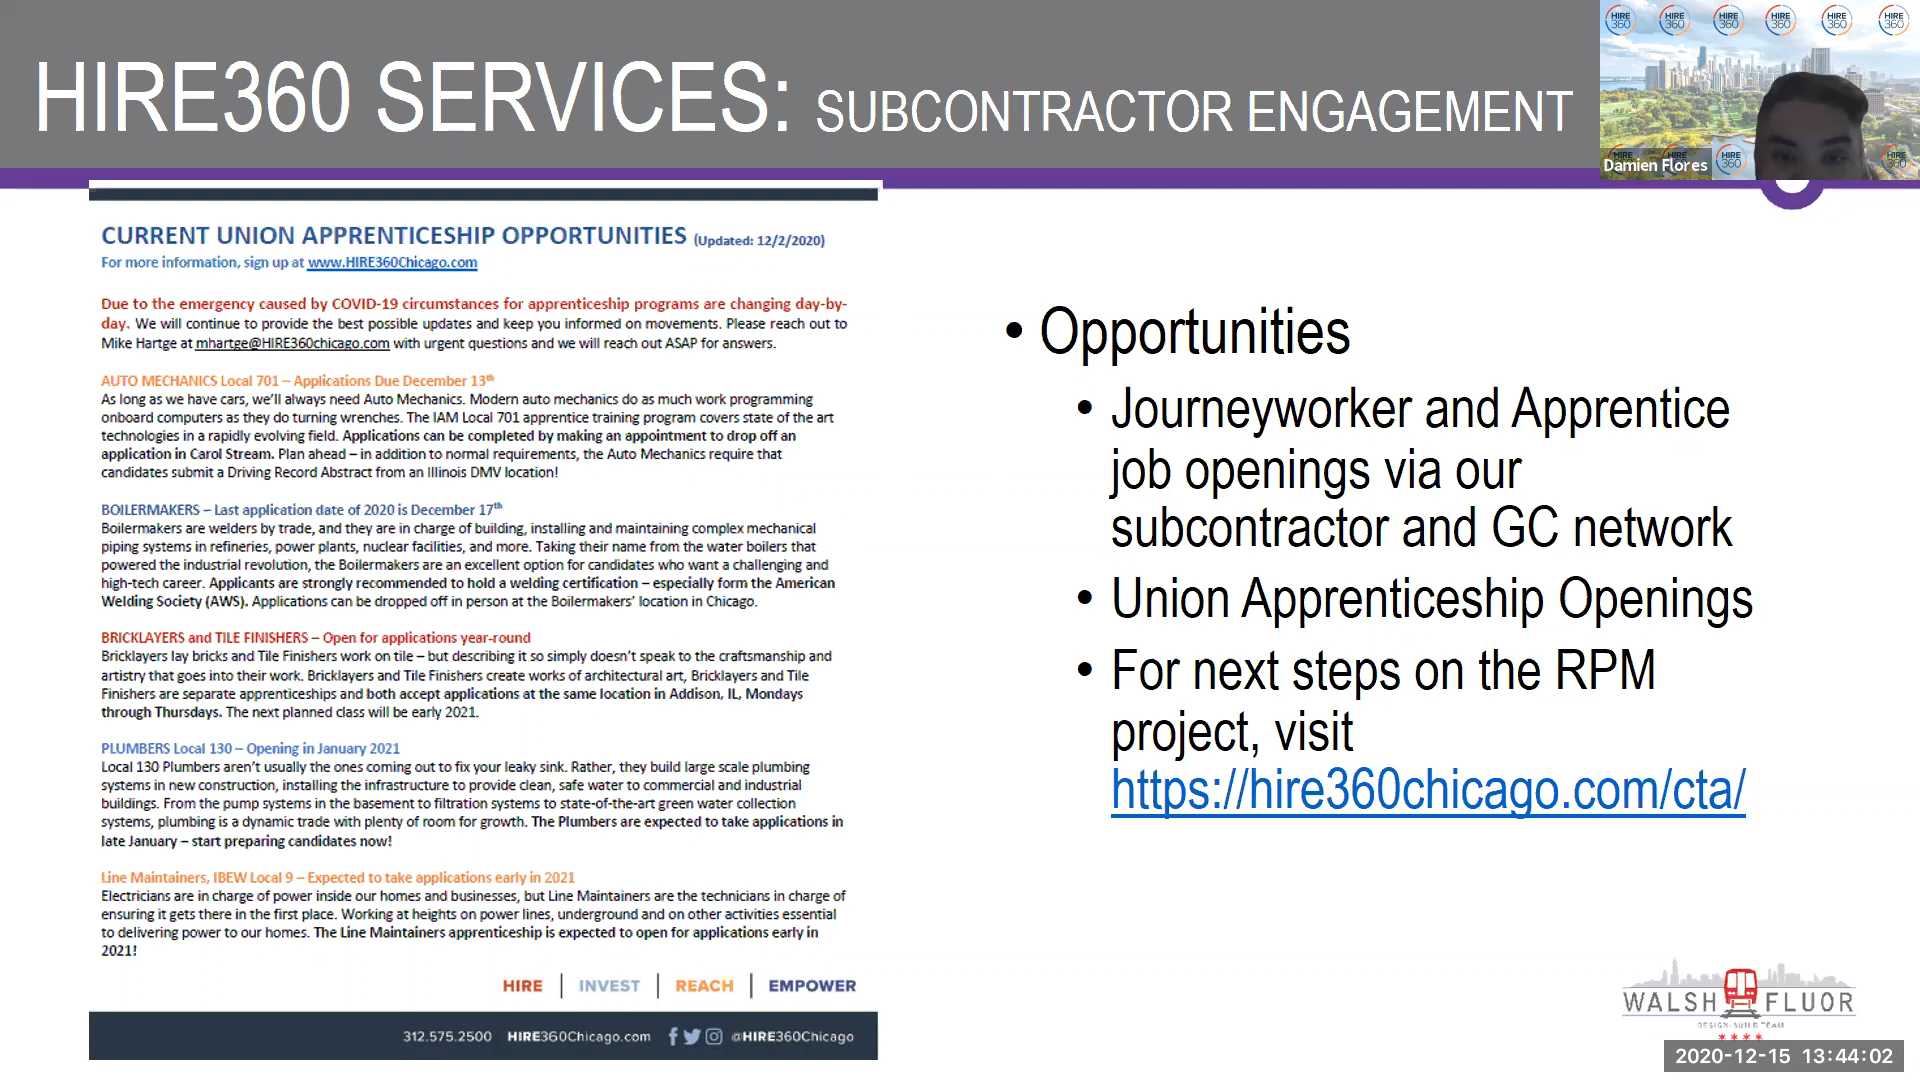 HIRE360 SERVICES: SUBCONTRACTOR ENGAGEMENT
HIRE 360 HIRE 360 HIRE 360 HIRE 360 HIRE 360 HIRE 360
HIRE 360
HIRE
Damien Flores
CURRENT UNION APPRENTICESHIP OPPORTUNITIES (Updated: 12/2/2020)
For more information, sign up at www.HIRE360Chicago.com
Due to the emergency caused by COVID-19 circumstances for apprenticeship programs are changing day-by-
day. We will continue to provide the best possible updates and keep you informed on movements. Please reach out to
Mike Hartge at mhartge@HIRE360chicago.com with urgent questions and we will reach out ASAP for answers.
AUTO MECHANICS Local 701 – Applications Due December 13th
As long as we have cars, we'll always need Auto Mechanics. Modern auto mechanics do as much work programming
onboard computers as they do turning wrenches. The IAM Local 701 apprentice training program covers state of the art
technologies in a rapidly evolving field. Applications can be completed by making an appointment to drop off an
application in Carol Stream. Plan ahead – in addition to normal requirements, the Auto Mechanics require that
candidates submit a Driving Record Abstract from an Illinois DMV location!
BOILERMAKERS – Last application date of 2020 is December 17th
Boilermakers are welders by trade, and they are in charge of building, installing and maintaining complex mechanical
piping systems in refineries, power plants, nuclear facilities, and more. Taking their name from the water boilers that
powered the industrial revolution, the Boilermakers are an excellent option for candidates who want a challenging and
high-tech career. Applicants are strongly recommended to hold a welding certification – especially form the American
Welding Society (AWS). Applications can be dropped off in person at the Boilermakers' location in Chicago.
BRICKLAYERS and TILE FINISHERS – Open for applications year-round
Bricklayers lay bricks and Tile Finishers work on tile – but describing it so simply doesn't speak to the craftsmanship and
artistry that goes into their work. Bricklayers and Tile Finishers create works of architectural art, Bricklayers and Tile
Finishers are separate apprenticeships and both accept applications at the same location in Addison, IL, Mondays
through Thursdays. The next planned class will be early 2021.
PLUMBERS Local 130 – Opening in January 2021
Local 130 Plumbers aren't usually the ones coming out to fix your leaky sink. Rather, they build large scale plumbing
systems in new construction, installing the infrastructure to provide clean, safe water to commercial and industrial
buildings. From the pump systems in the basement to filtration systems to state-of-the-art green water collection
systems, plumbing is a dynamic trade with plenty of room for growth. The Plumbers are expected to take applications in
late January – start preparing candidates now!
Line Maintainers, IBEW Local 9 – Expected to take applications early in 2021
Electricians are in charge of power inside our homes and businesses, but Line Maintainers are the technicians in charge of
ensuring it gets there in the first place. Working at heights on power lines, underground and on other activities essential
to delivering power to our homes. The Line Maintainers apprenticeship is expected to open for applications early in
2021!
HIRE | INVEST | REACH | EMPOWER
312.575.2500 HIRE360Chicago.com @HIRE360Chicago
• Opportunities
• Journeyworker and Apprentice
job openings via our
subcontractor and GC network
• Union Apprenticeship Openings
• For next steps on the RPM
project, visit
https://hire360chicago.com/cta/
WALSH FLUOR
DESIGN-BUILD TEAM
2020-12-15 13:44:02